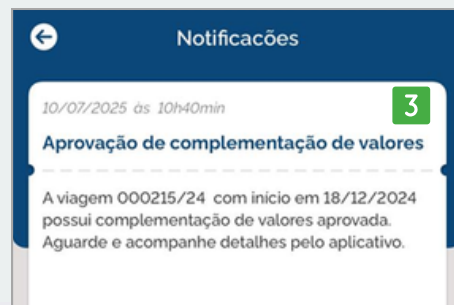 Notificacões
10/07/2025 às 10h40min
3
Aprovação de complementação de valores
A viagem 000215/24 com início em 18/12/2024
possui complementação de valores aprovada.
Aguarde e acompanhe detalhes pelo aplicativo.